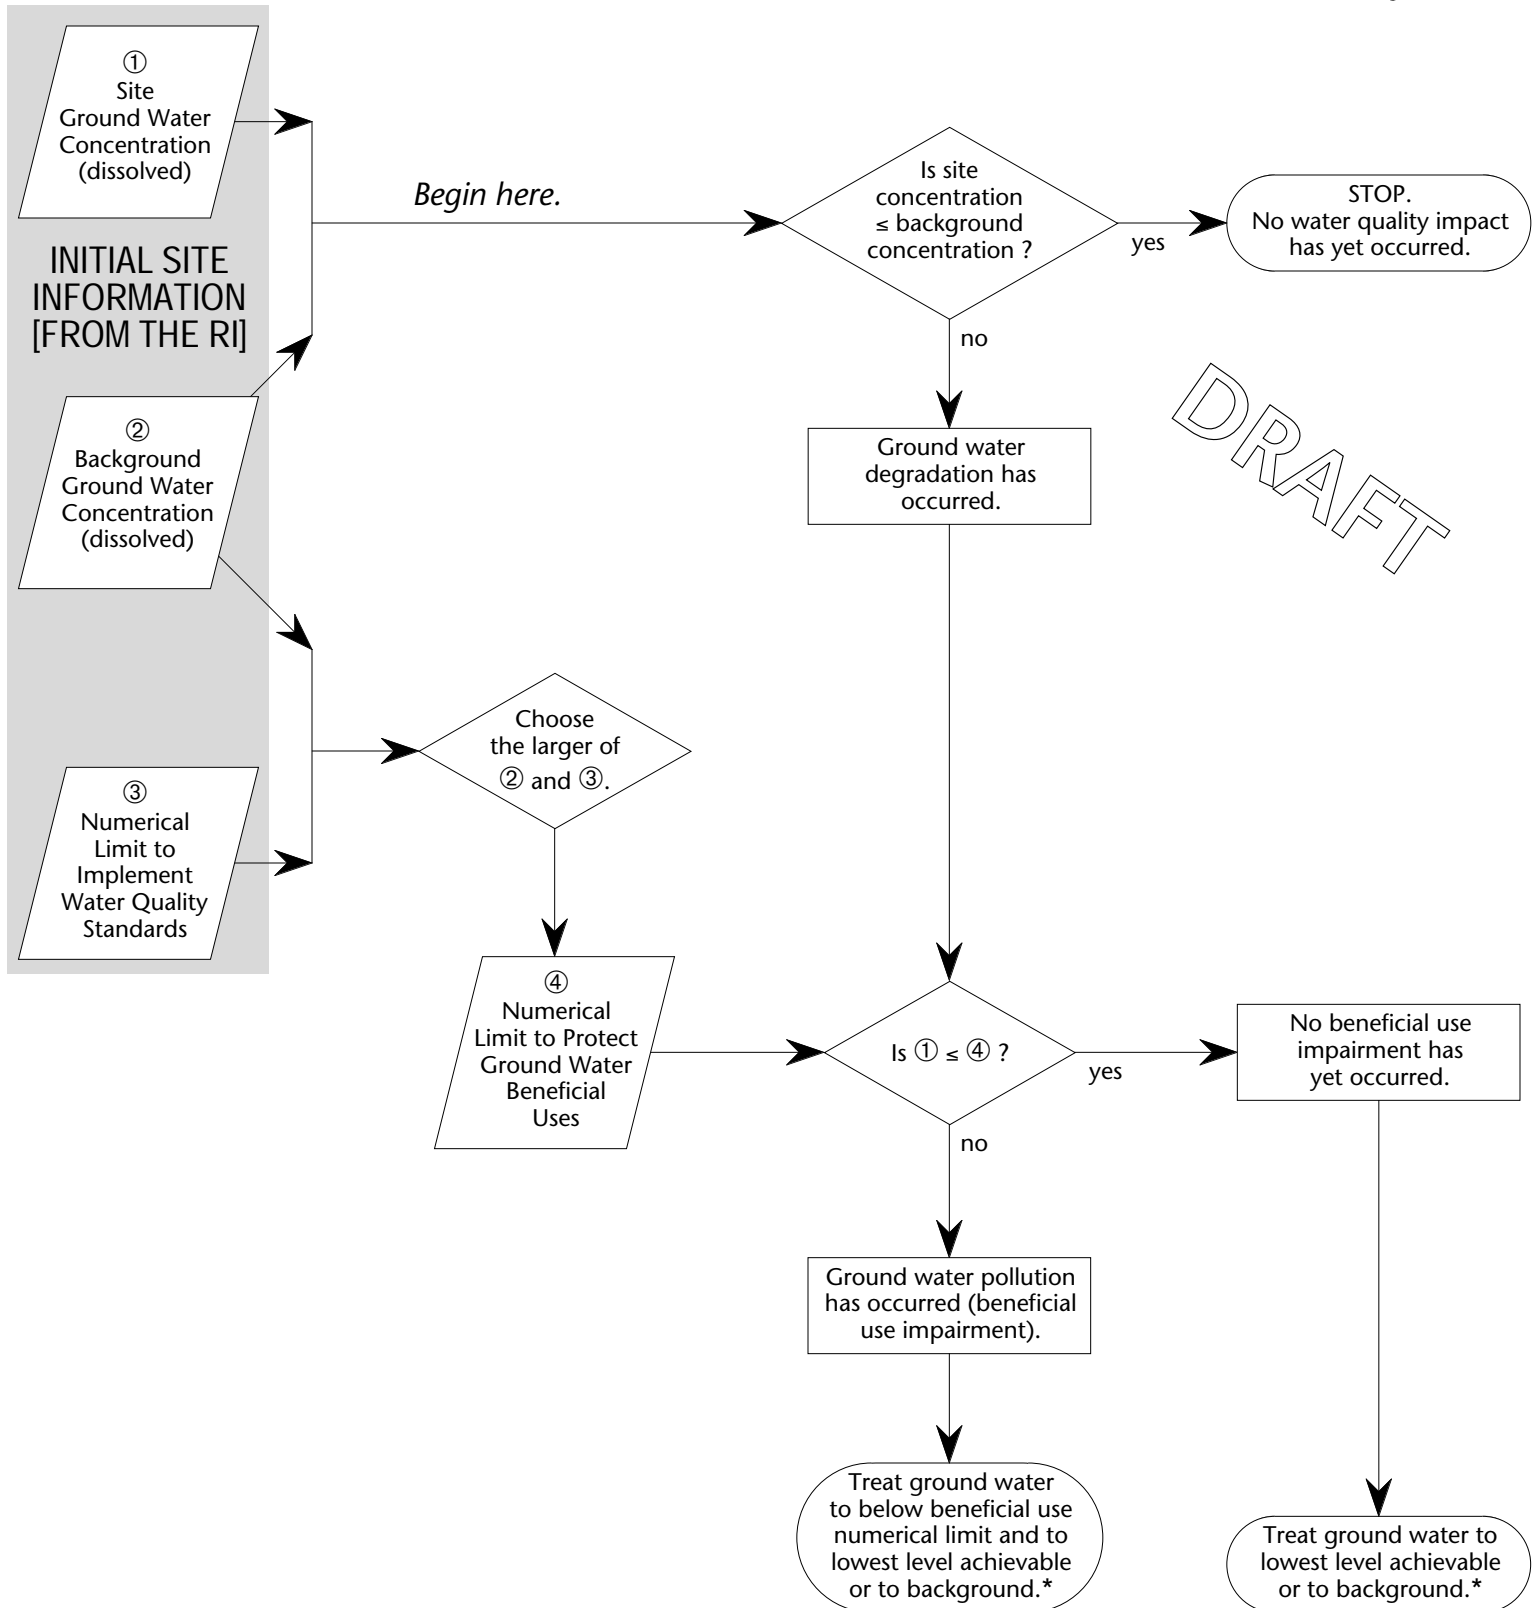 ①
Site
Ground Water
Concentration
(dissolved)
INITIAL SITE
INFORMATION
[FROM THE RI]
②
Background
Ground Water
Concentration
(dissolved)
③
Numerical
Limit to
Implement
Water Quality
Standards
Begin here.
Is site
concentration
≤ background
concentration ?
yes
STOP.
No water quality impact
has yet occurred.
no
Ground water
degradation has
occurred.
DRAFT
Choose
the larger of
② and ③.
④
Numerical
Limit to Protect
Ground Water
Beneficial
Uses
Is ① ≤ ④ ?
yes
No beneficial use
impairment has
yet occurred.
no
Ground water pollution
has occurred (beneficial
use impairment).
Treat ground water
to below beneficial use
numerical limit and to
lowest level achievable
or to background.*
Treat ground water to
lowest level achievable
or to background.*